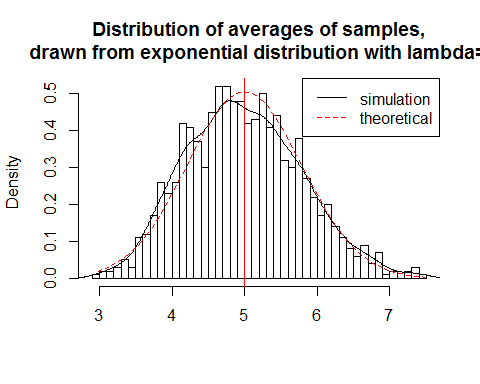 Distribution of averages of samples,
drawn from exponential distribution with lambda=
simulation
theoretical
Density
0.5
0.4
0.3
0.2
0.1
0.0
3 4 5 6 7